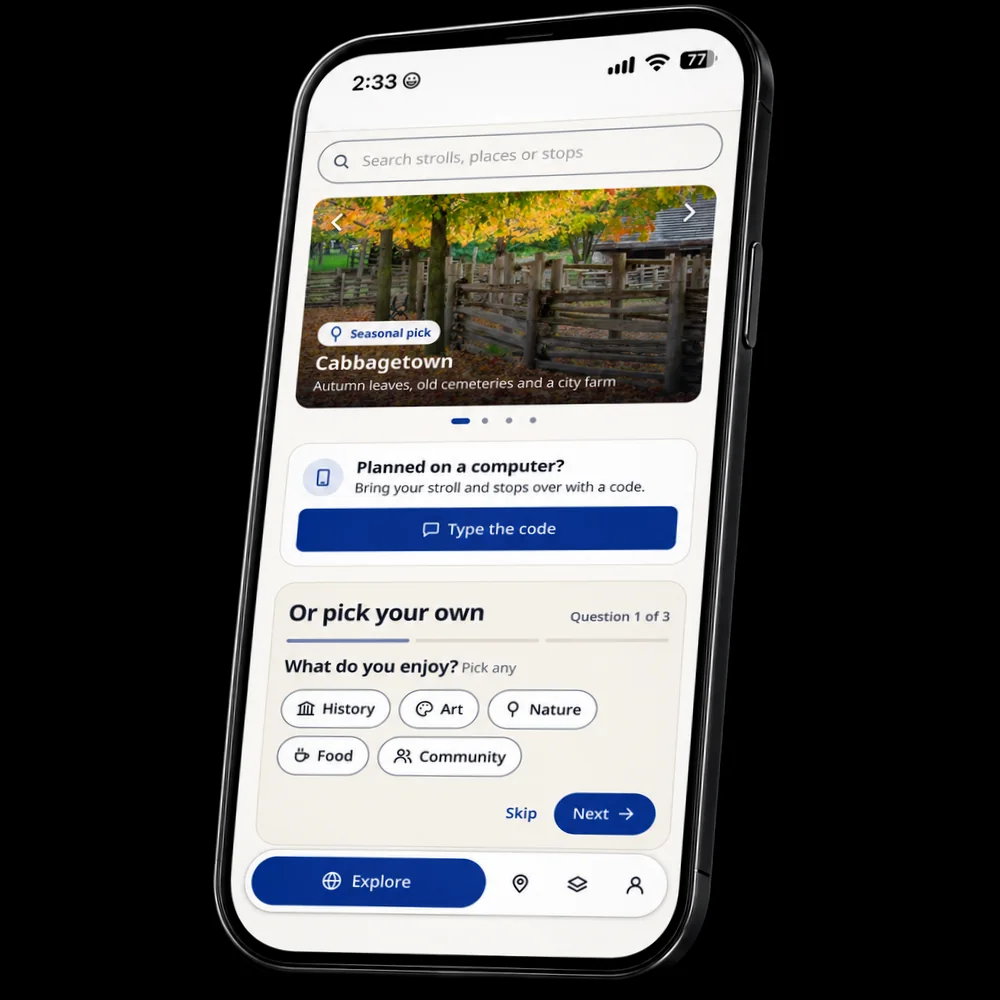 2:33
77
Search strolls, places or stops
Seasonal pick
Cabbagetown
Autumn leaves, old cemeteries and a city farm
Planned on a computer?
Bring your stroll and stops over with a code.
Type the code
Or pick your own
Question 1 of 3
What do you enjoy? Pick any
History
Art
Nature
Food
Community
Skip
Next
Explore